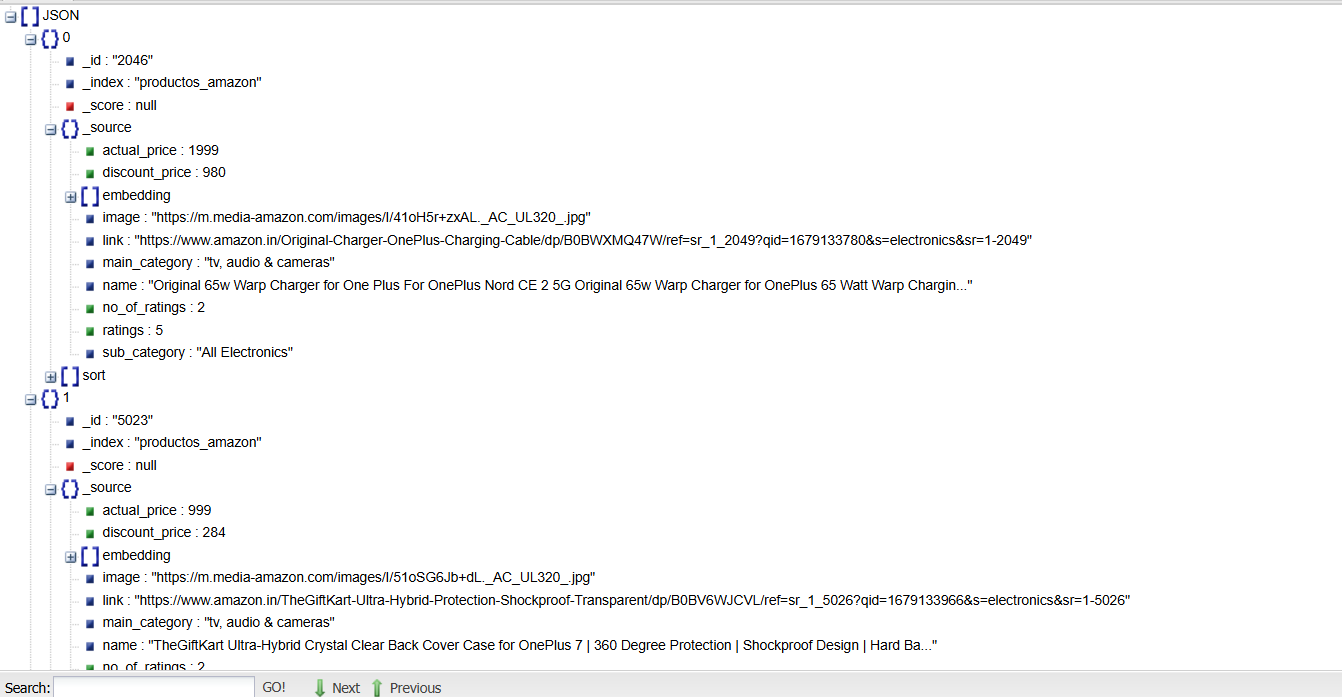 JSON
0
_id : "2046"
_index : "productos_amazon"
_score : null
_source
actual_price : 1999
discount_price : 980
embedding
image : "https://m.media-amazon.com/images/I/41oH5r+zxAL._AC_UL320_.jpg"
link : "https://www.amazon.in/Original-Charger-OnePlus-Charging-Cable/dp/B0BWXMQ47W/ref=sr_1_2049?qid=1679133780&s=electronics&sr=1-2049"
main_category : "tv, audio & cameras"
name : "Original 65w Warp Charger for One Plus For OnePlus Nord CE 2 5G Original 65w Warp Charger for OnePlus 65 Watt Warp Chargin..."
no_of_ratings : 2
ratings : 5
sub_category : "All Electronics"
sort
1
_id : "5023"
_index : "productos_amazon"
_score : null
_source
actual_price : 999
discount_price : 284
embedding
image : "https://m.media-amazon.com/images/I/51oSG6Jb+dL._AC_UL320_.jpg"
link : "https://www.amazon.in/TheGiftKart-Ultra-Hybrid-Protection-Shockproof-Transparent/dp/B0BV6WJCVL/ref=sr_1_5026?qid=1679133966&s=electronics&sr=1-5026"
main_category : "tv, audio & cameras"
name : "TheGiftKart Ultra-Hybrid Crystal Clear Back Cover Case for OnePlus 7 | 360 Degree Protection | Shockproof Design | Hard Ba..."
no_of_ratings : 2
Search: GO! Next Previous